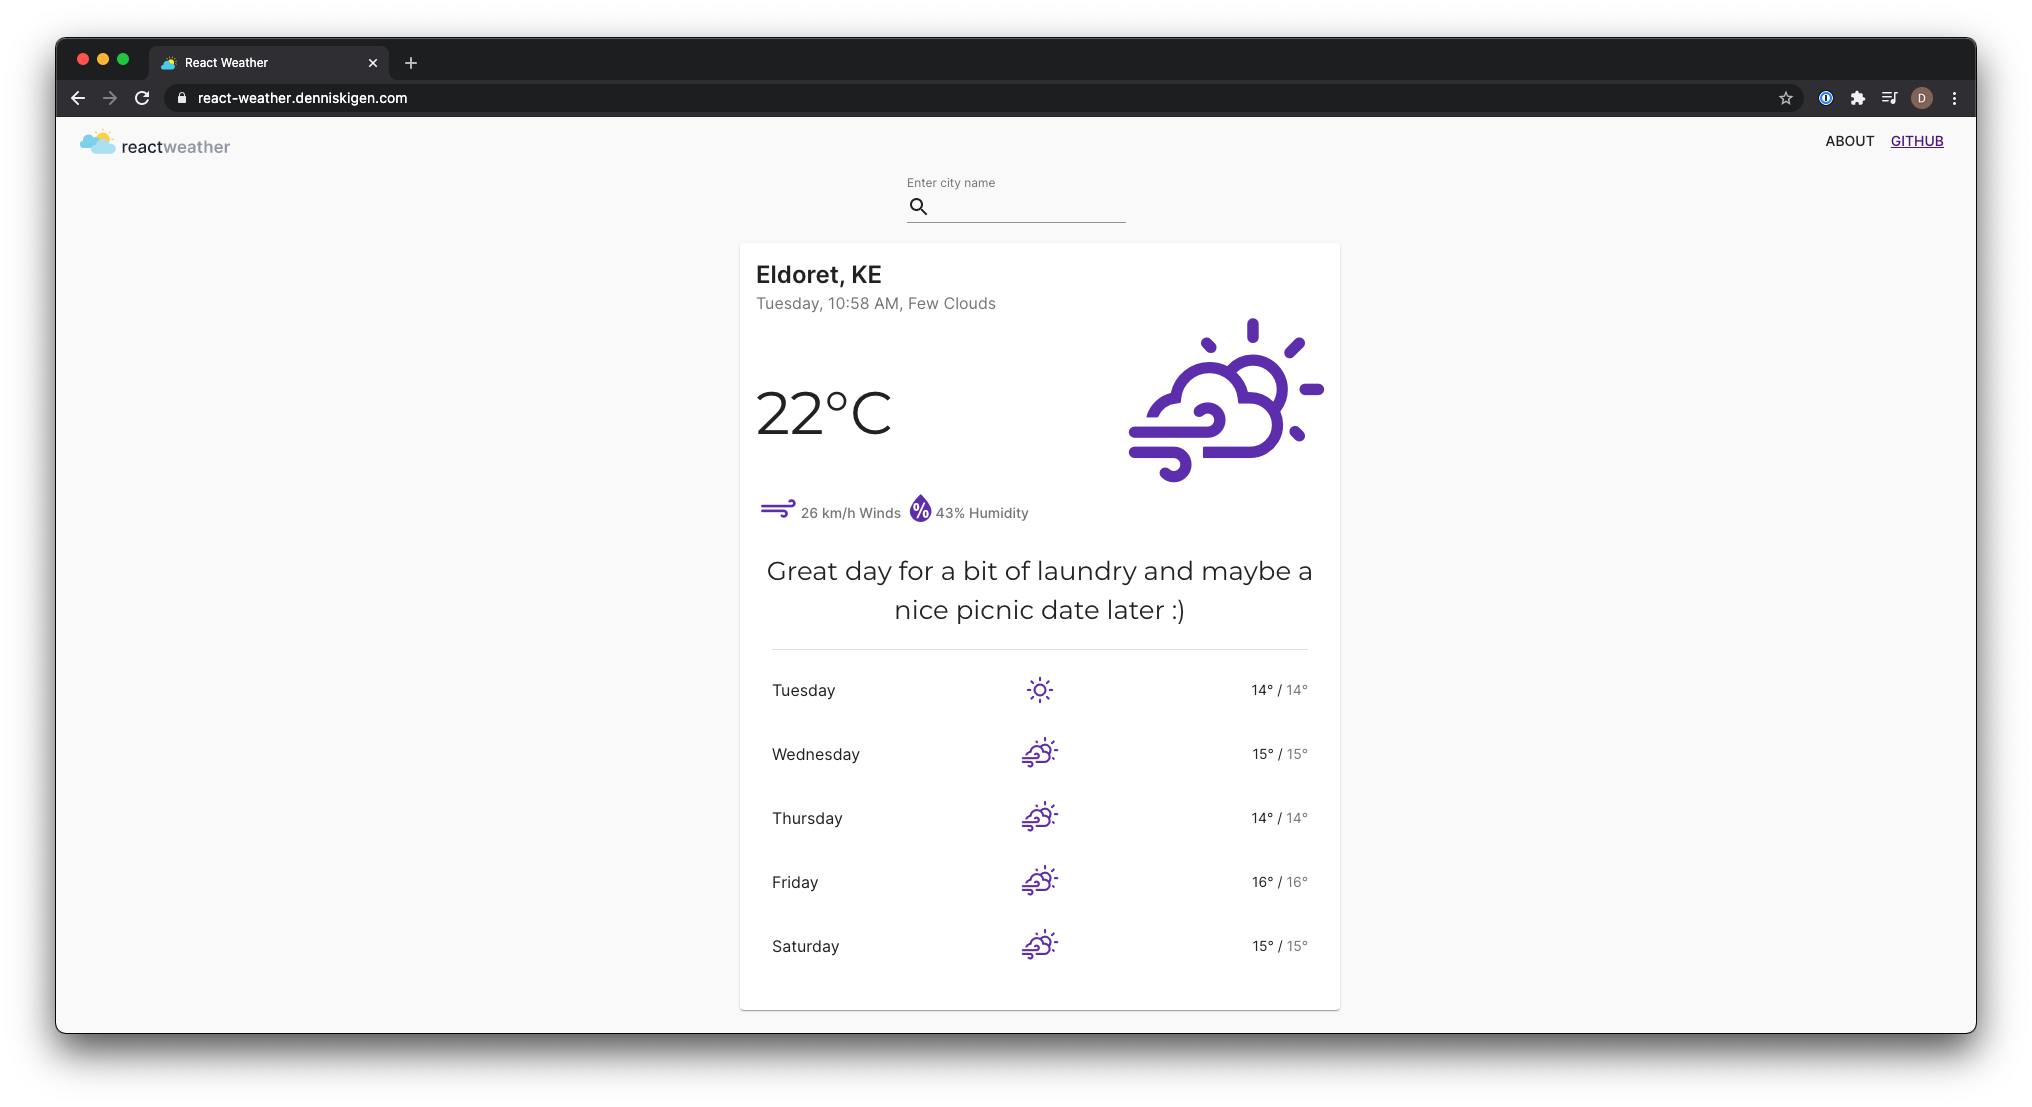 React Weather
react-weather.denniskigen.com
D
reactweather
ABOUT GITHUB
Enter city name
Eldoret, KE
Tuesday, 10:58 AM, Few Clouds
22°C
26 km/h Winds % 43% Humidity
Great day for a bit of laundry and maybe a
nice picnic date later :)
Tuesday 14° / 14°
Wednesday 15° / 15°
Thursday 14° / 14°
Friday 16° / 16°
Saturday 15° / 15°